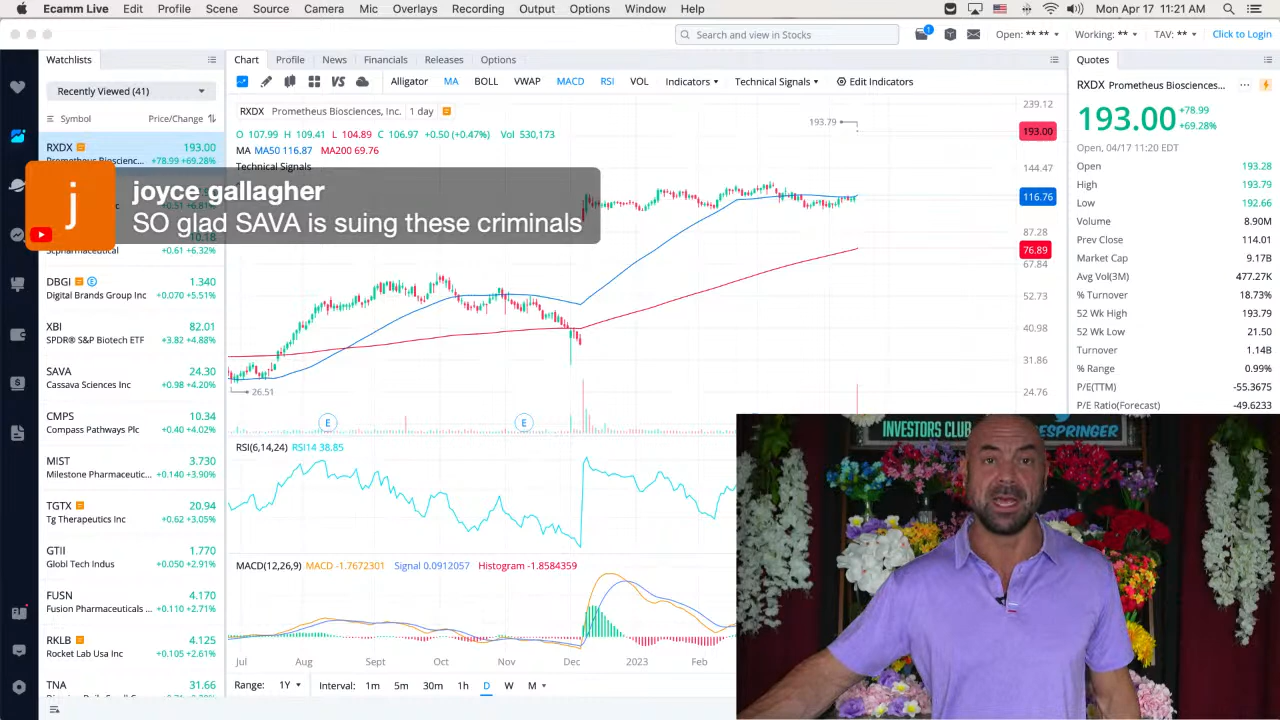 Ecamm Live Edit Profile Scene Source Camera Mic Overlays Recording Output Options Window Help Mon Apr 17 11:21 AM
Search and view in Stocks 1 Open: ** ** Working: ** TAV: ** Click to Login
Watchlists
Recently Viewed (41)
Symbol Price/Change
RXDX 193.00
Prometheus Bioscienc... +78.99 +69.28%
joyce gallagher
SO glad SAVA is suing these criminals
j
+0.61 +6.32%
DBGI 1.340
Digital Brands Group Inc +0.070 +5.51%
XBI 82.01
SPDR® S&P Biotech ETF +3.82 +4.88%
SAVA 24.30
Cassava Sciences Inc +0.98 +4.20%
CMPS 10.34
Compass Pathways Plc +0.40 +4.02%
MIST 3.730
Milestone Pharmaceutic... +0.140 +3.90%
TGTX 20.94
Tg Therapeutics Inc +0.62 +3.05%
GTII 1.770
Globl Tech Indus +0.050 +2.91%
FUSN 4.170
Fusion Pharmaceuticals ... +0.110 +2.71%
RKLB 4.125
Rocket Lab Usa Inc +0.105 +2.61%
TNA 31.66
Chart Profile News Financials Releases Options
Alligator MA BOLL VWAP MACD RSI VOL Indicators Technical Signals Edit Indicators
RXDX Prometheus Biosciences, Inc. 1 day
O 107.99 H 109.41 L 104.89 C 106.97 +0.50 (+0.47%) Vol 530,173
MA MA50 116.87 MA200 69.76
Technical Signals
193.79
26.51
239.12
193.00
144.47
116.76
87.28
76.89
67.84
52.73
40.98
31.86
24.76
E E
RSI(6,14,24) RSI14 38.85
MACD(12,26,9) MACD -1.7672301 Signal 0.0912057 Histogram -1.8584359
Jul Aug Sept Oct Nov Dec 2023 Feb
Range: 1Y Interval: 1m 5m 30m 1h D W M
Quotes
RXDX Prometheus Biosciences...
193.00 +78.99
+69.28%
Open, 04/17 11:20 EDT
Open 193.28
High 193.79
Low 192.66
Volume 8.90M
Prev Close 114.01
Market Cap 9.17B
Avg Vol(3M) 477.27K
% Turnover 18.73%
52 Wk High 193.79
52 Wk Low 21.50
Turnover 1.14B
% Range 0.99%
P/E(TTM) -55.3675
P/E Ratio(Forecast) -49.6233
INVESTORS CLUB
ESPRINGER